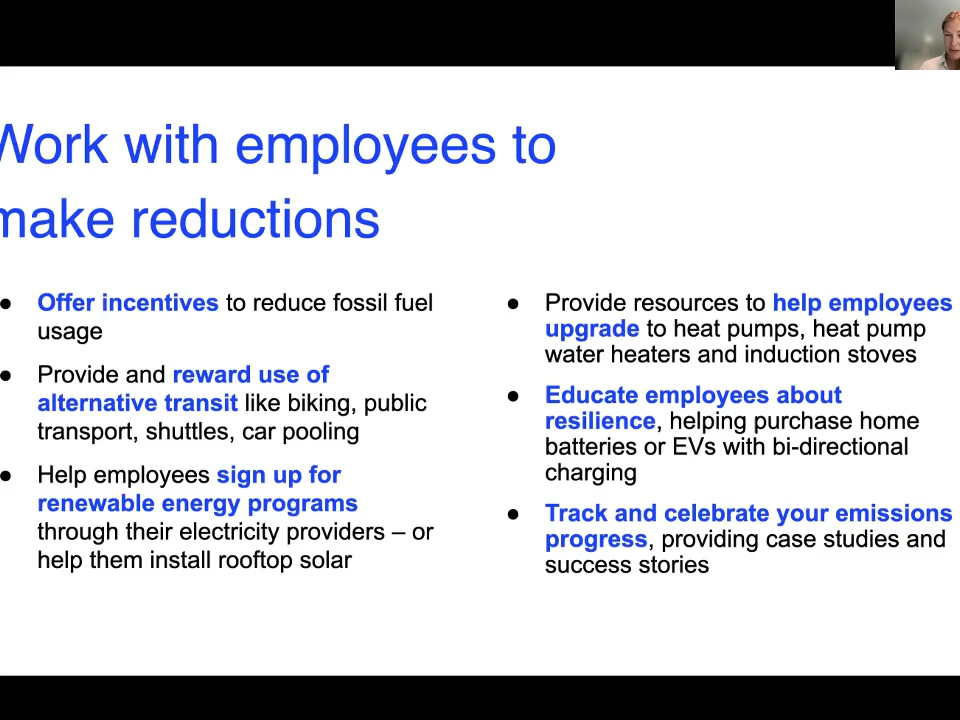 Work with employees to
make reductions
● Offer incentives to reduce fossil fuel
usage
● Provide and reward use of
alternative transit like biking, public
transport, shuttles, car pooling
● Help employees sign up for
renewable energy programs
through their electricity providers – or
help them install rooftop solar
● Provide resources to help employees
upgrade to heat pumps, heat pump
water heaters and induction stoves
● Educate employees about
resilience, helping purchase home
batteries or EVs with bi-directional
charging
● Track and celebrate your emissions
progress, providing case studies and
success stories